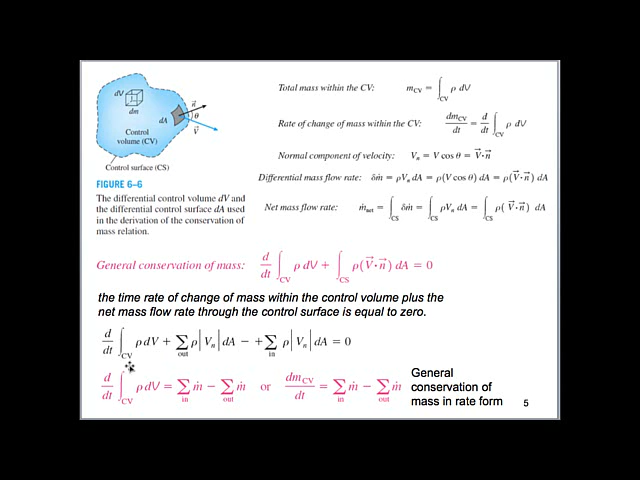 dV
dm
dA
n⃗
θ
V⃗
Control
volume (CV)
Control surface (CS)
FIGURE 6–6
The differential control volume dV and
the differential control surface dA used
in the derivation of the conservation of
mass relation.
Total mass within the CV: m_CV = ∫_CV ρ dV
Rate of change of mass within the CV: dm_CV/dt = d/dt ∫_CV ρ dV
Normal component of velocity: V_n = V cos θ = V⃗·n⃗
Differential mass flow rate: δṁ = ρV_n dA = ρ(V cos θ) dA = ρ(V⃗·n⃗) dA
Net mass flow rate: ṁ_net = ∫_CS δṁ = ∫_CS ρV_n dA = ∫_CS ρ(V⃗·n⃗) dA
General conservation of mass: d/dt ∫_CV ρ dV + ∫_CS ρ(V⃗·n⃗) dA = 0
the time rate of change of mass within the control volume plus the
net mass flow rate through the control surface is equal to zero.
d/dt ∫_CV ρ dV + ∑_out ρ|V_n|dA − +∑_in ρ|V_n|dA = 0
d/dt ∫_CV ρ dV = ∑_in ṁ − ∑_out ṁ or dm_CV/dt = ∑_in ṁ − ∑_out ṁ
General
conservation of
mass in rate form
5